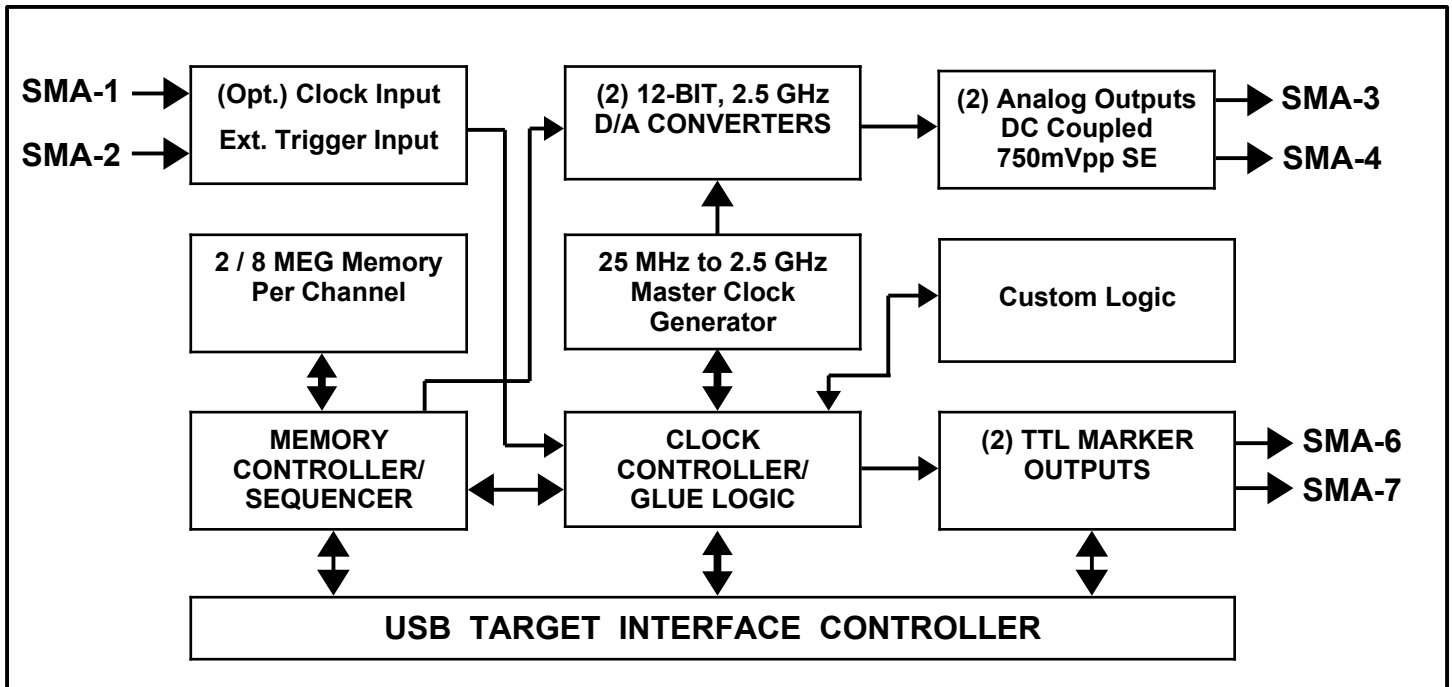 SMA-1
SMA-2
(Opt.) Clock Input
Ext. Trigger Input
(2) 12-BIT, 2.5 GHz
D/A CONVERTERS
(2) Analog Outputs
DC Coupled
750mVpp SE
SMA-3
SMA-4
2 / 8 MEG Memory
Per Channel
25 MHz to 2.5 GHz
Master Clock
Generator
Custom Logic
MEMORY
CONTROLLER/
SEQUENCER
CLOCK
CONTROLLER/
GLUE LOGIC
(2) TTL MARKER
OUTPUTS
SMA-6
SMA-7
USB TARGET INTERFACE CONTROLLER